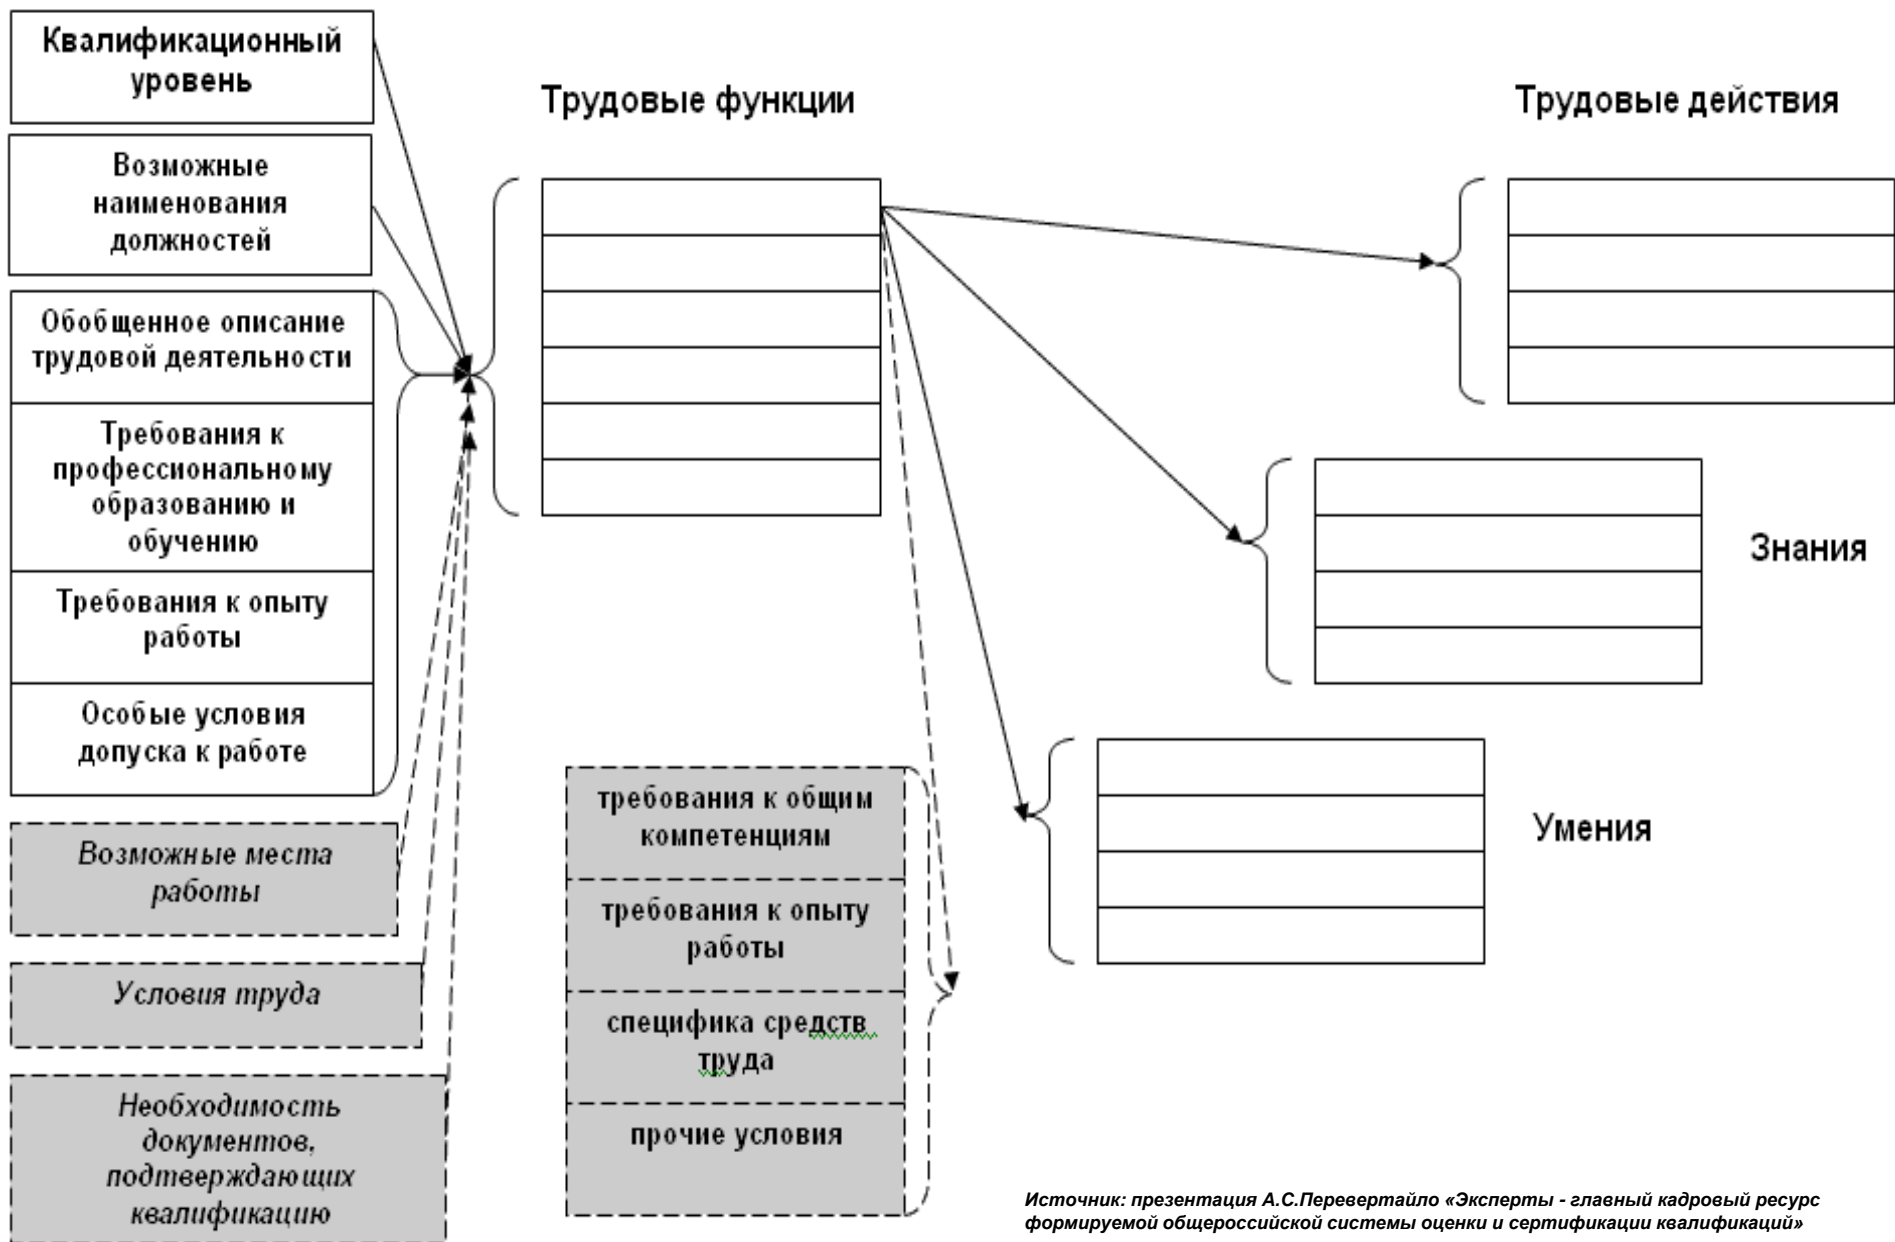 Квалификационный
уровень
Возможные
наименования
должностей
Обобщенное описание
трудовой деятельности
Требования к
профессиональному
образованию и
обучению
Требования к опыту
работы
Особые условия
допуска к работе
Возможные места
работы
Условия труда
Необходимость
документов,
подтверждающих
квалификацию
Трудовые функции
требования к общим
компетенциям
требования к опыту
работы
специфика средств
труда
прочие условия
Трудовые действия
Знания
Умения
Источник: презентация А.С.Перевертайло «Эксперты - главный кадровый ресурс
формируемой общероссийской системы оценки и сертификации квалификаций»